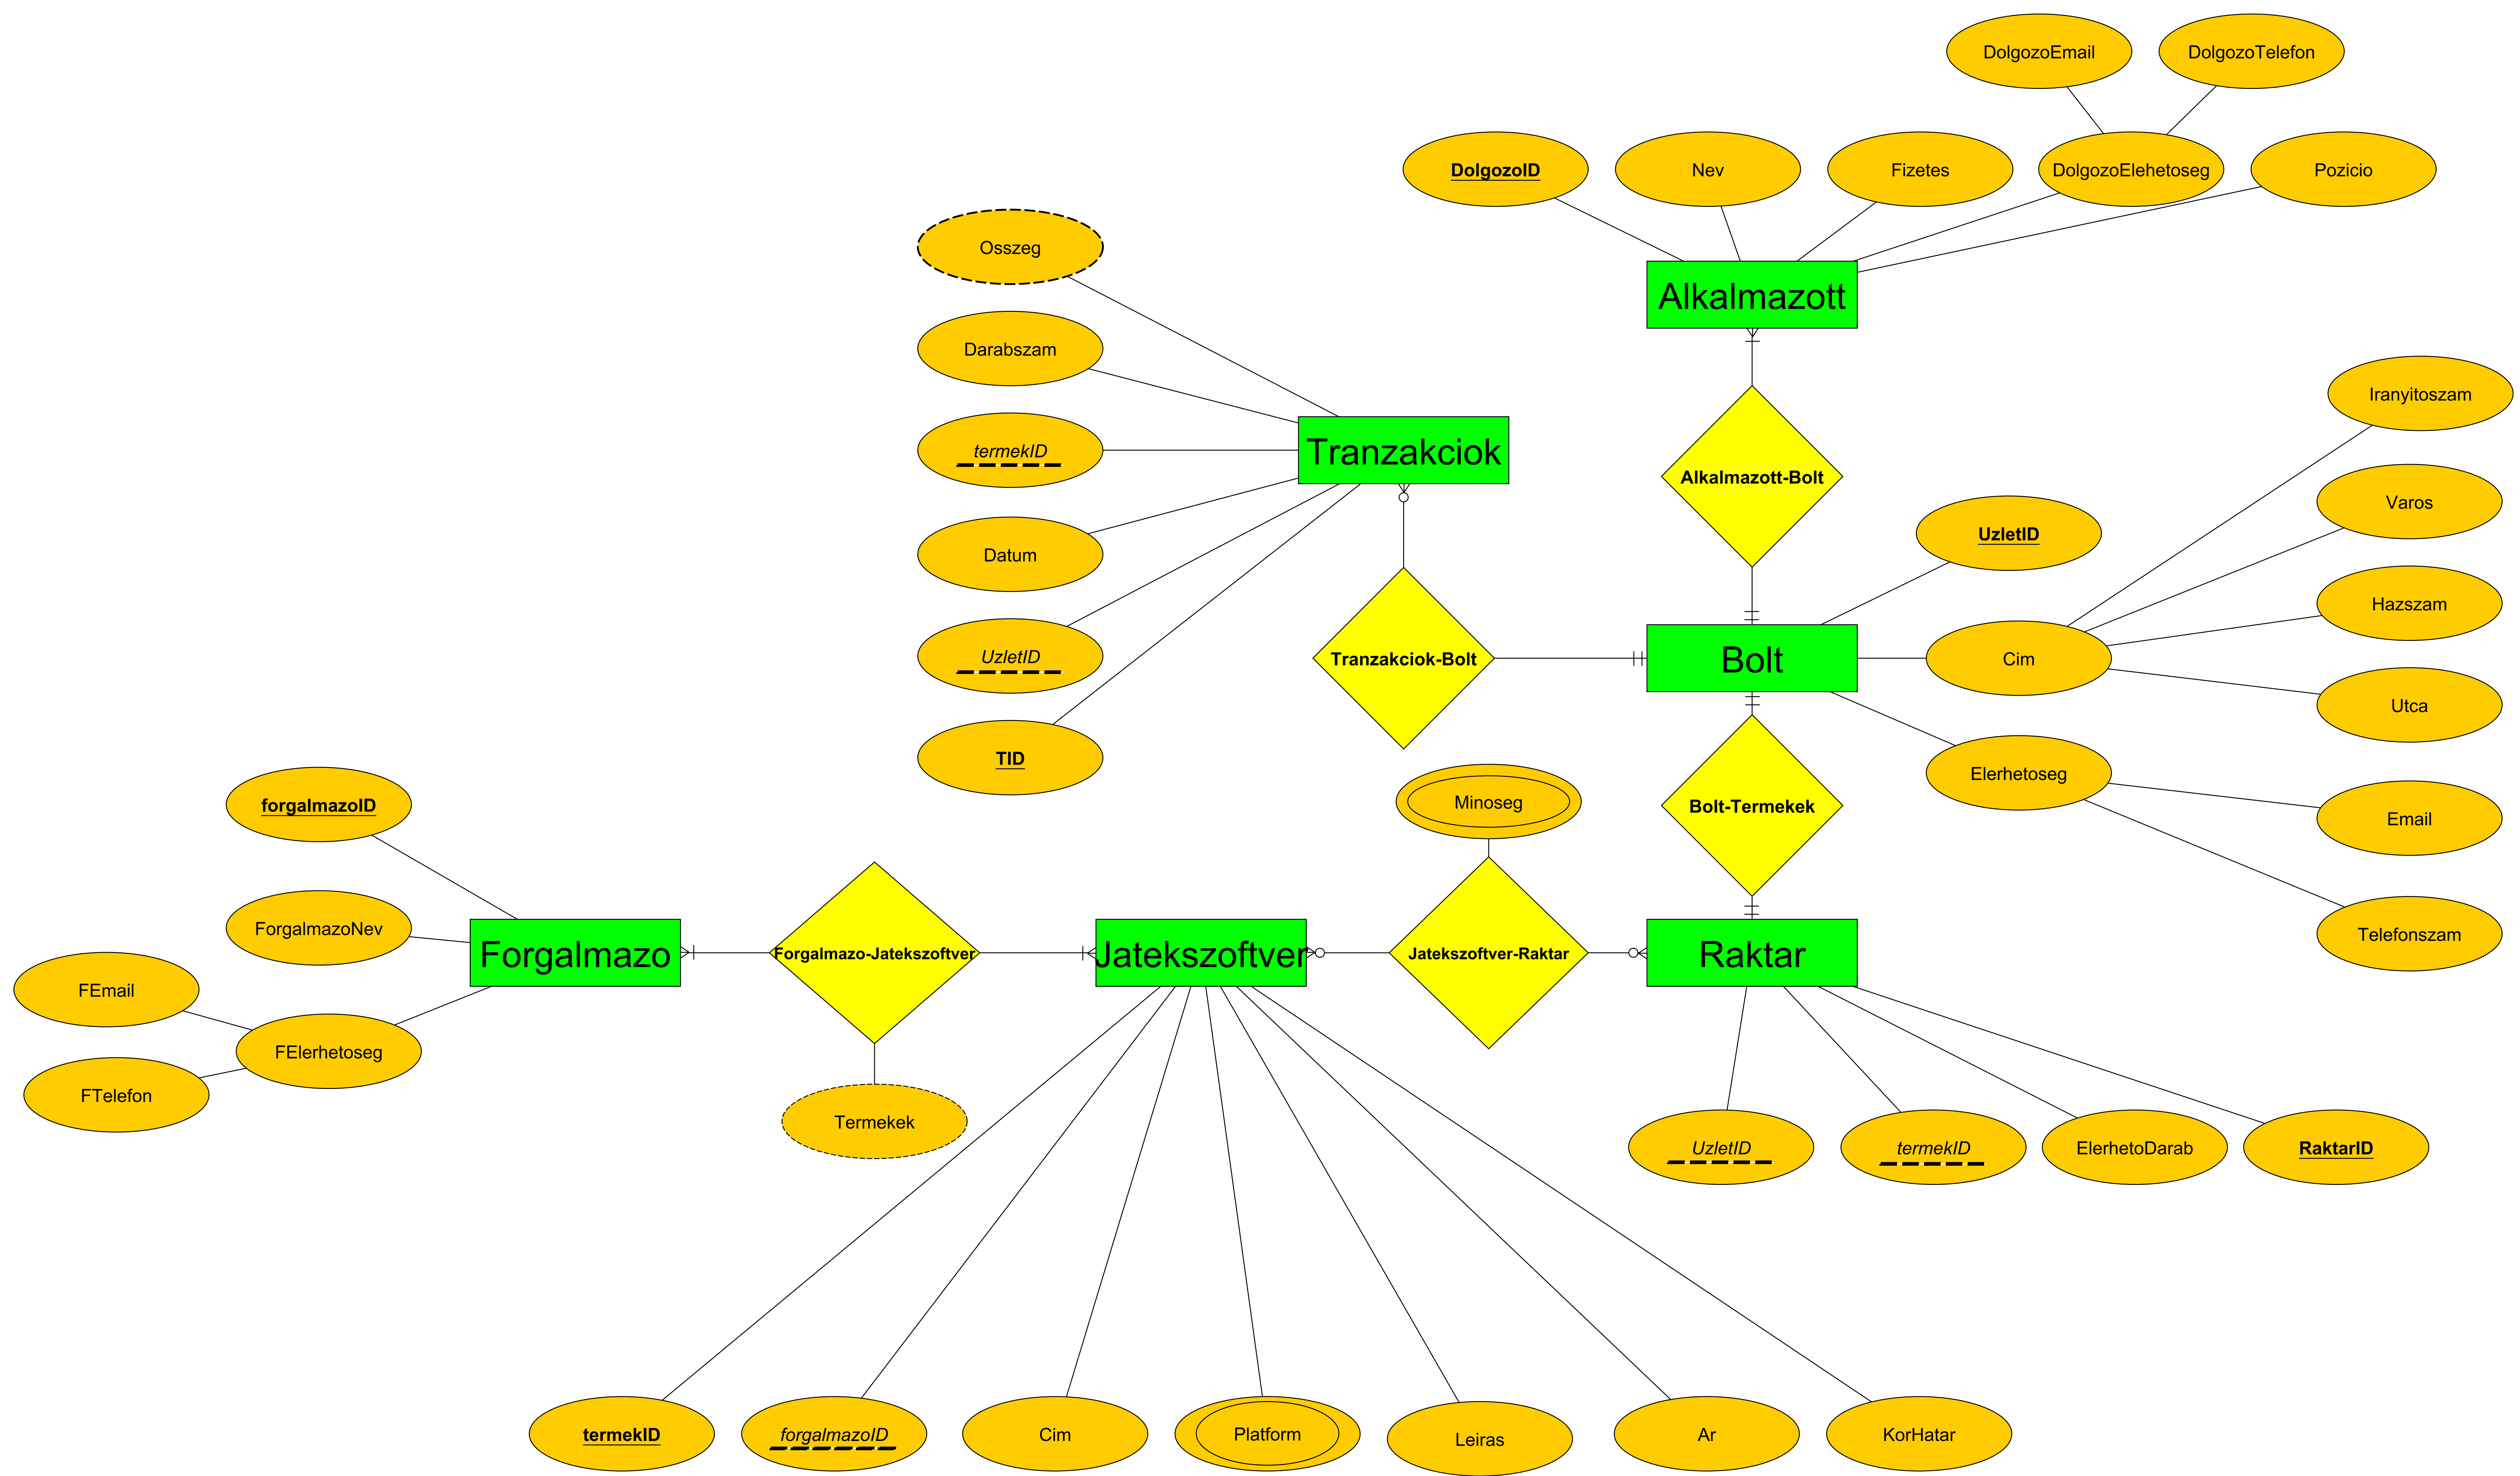 DolgozoEmail
DolgozoTelefon
DolgozoID
Nev
Fizetes
DolgozoElehetoseg
Pozicio
Osszeg
Alkalmazott
Darabszam
Iranyitoszam
termekID
Tranzakciok
Alkalmazott-Bolt
Varos
UzletID
Datum
Hazszam
UzletID
Tranzakciok-Bolt
Bolt
Cim
Utca
TID
Elerhetoseg
forgalmazoID
Minoseg
Bolt-Termekek
Email
ForgalmazoNev
Telefonszam
Forgalmazo
Forgalmazo-Jatekszoftver
Jatekszoftver
Jatekszoftver-Raktar
Raktar
FEmail
FElerhetoseg
FTelefon
Termekek
UzletID
termekID
ElerhetoDarab
RaktarID
termekID
forgalmazoID
Cim
Platform
Leiras
Ar
KorHatar